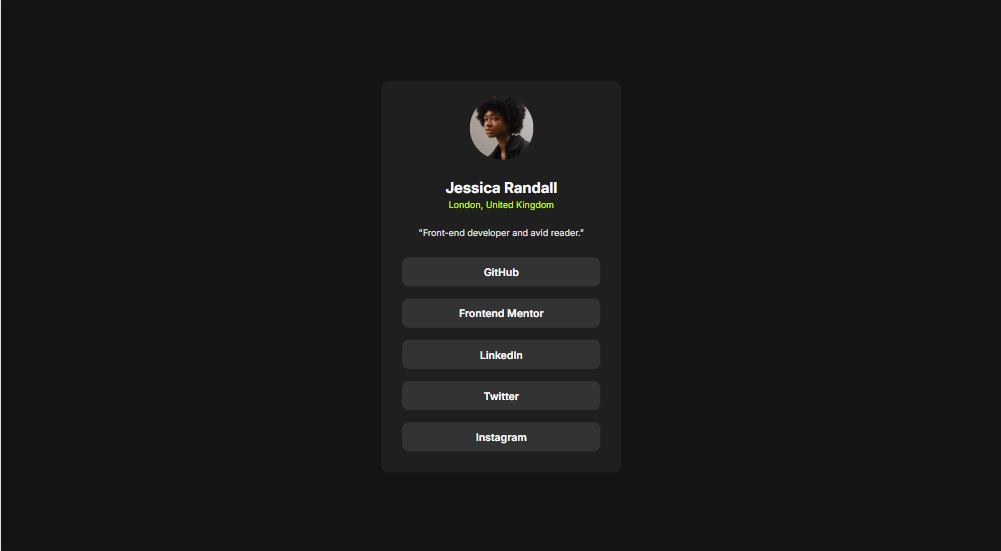 Jessica Randall
London, United Kingdom
"Front-end developer and avid reader."
GitHub
Frontend Mentor
LinkedIn
Twitter
Instagram